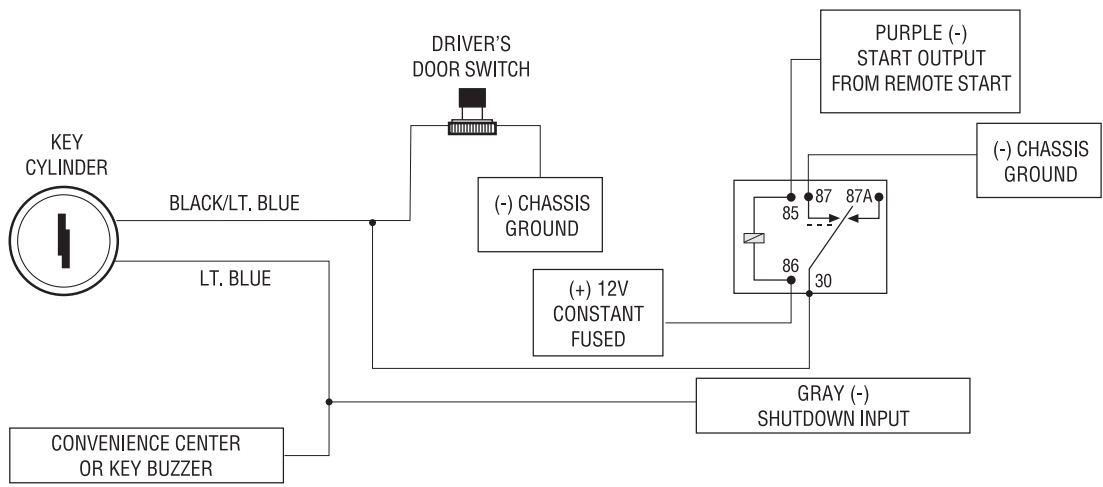 PURPLE (-)
START OUTPUT
FROM REMOTE START
DRIVER'S
DOOR SWITCH
(-) CHASSIS
GROUND
KEY
CYLINDER
BLACK/LT. BLUE
(-) CHASSIS
GROUND
85
87
87A
LT. BLUE
86
30
(+) 12V
CONSTANT
FUSED
GRAY (-)
SHUTDOWN INPUT
CONVENIENCE CENTER
OR KEY BUZZER